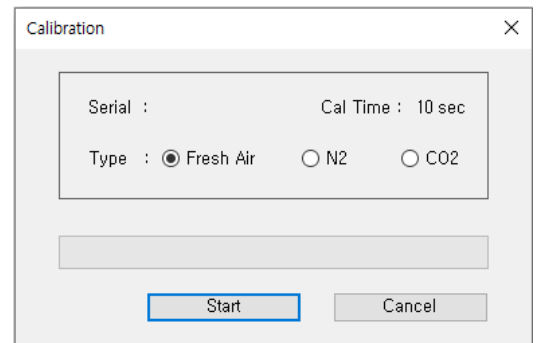 Calibration
Serial : Cal Time : 10 sec
Type : Fresh Air N2 CO2
Start Cancel